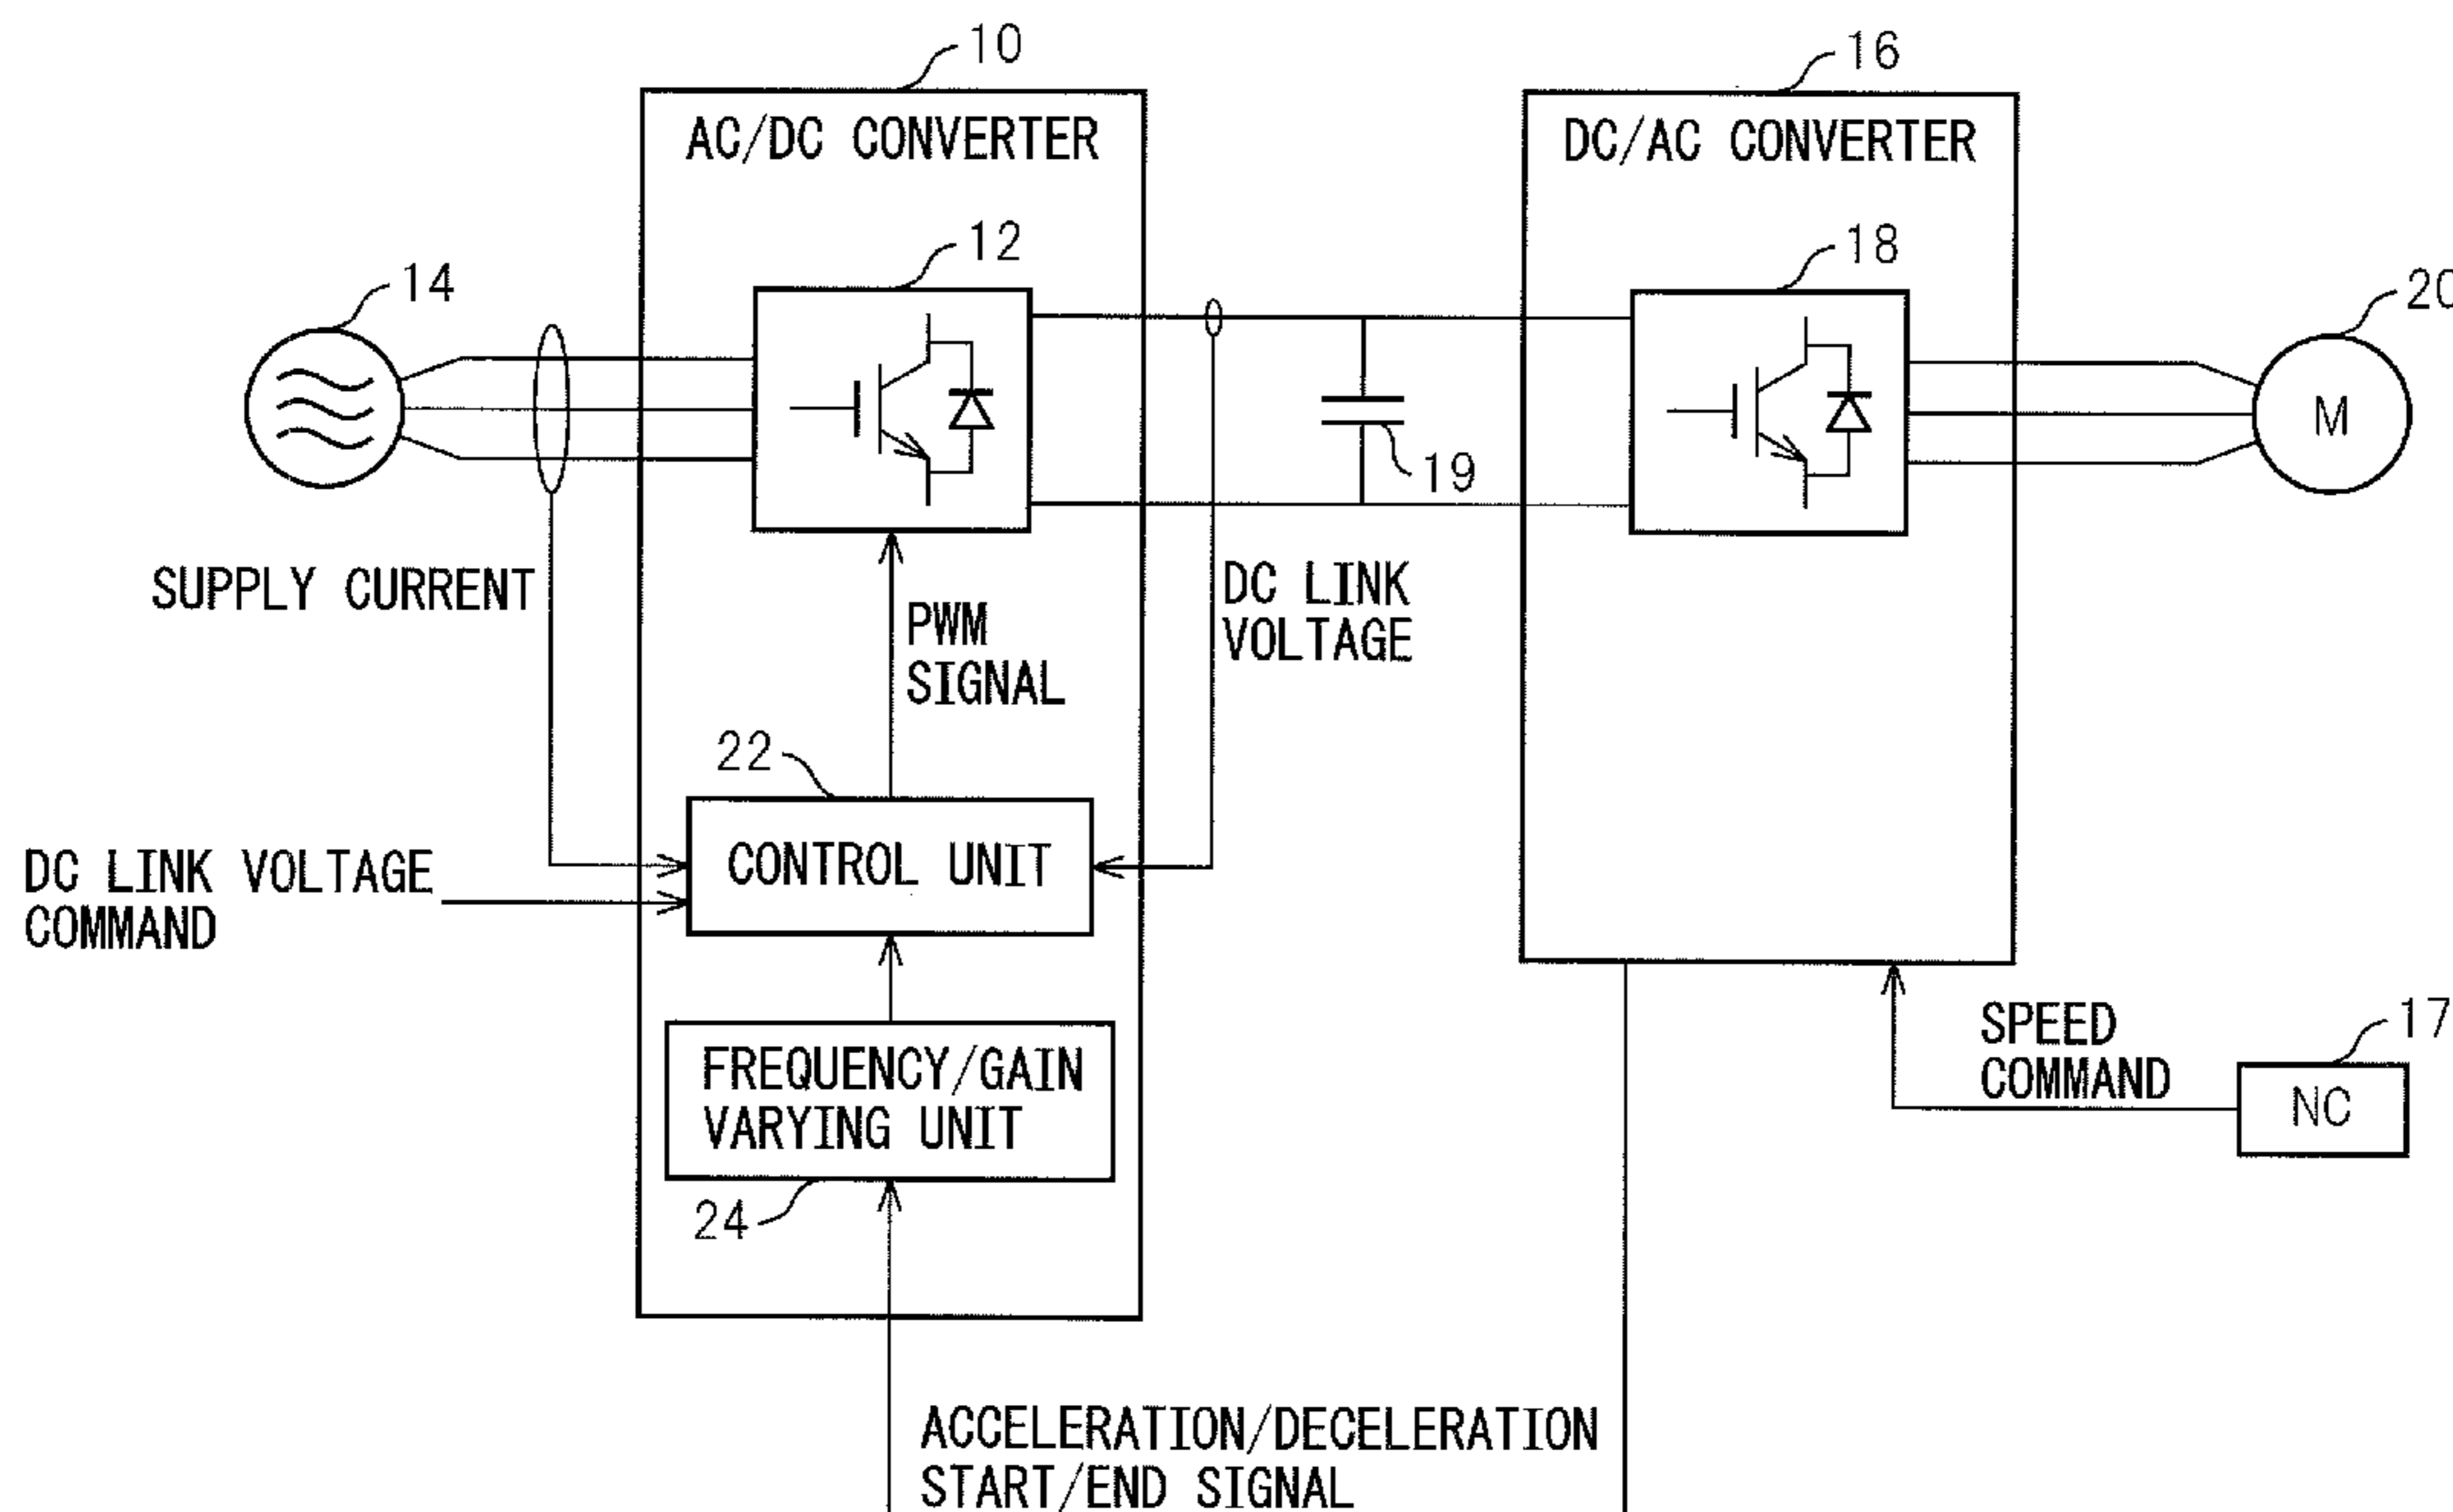 10
16
AC/DC CONVERTER
DC/AC CONVERTER
12
18
14
20
M
19
SUPPLY CURRENT
DC LINK
VOLTAGE
PWM
SIGNAL
22
CONTROL UNIT
DC LINK VOLTAGE
COMMAND
SPEED
COMMAND
17
NC
FREQUENCY/GAIN
VARYING UNIT
24
ACCELERATION/DECELERATION
START/END SIGNAL